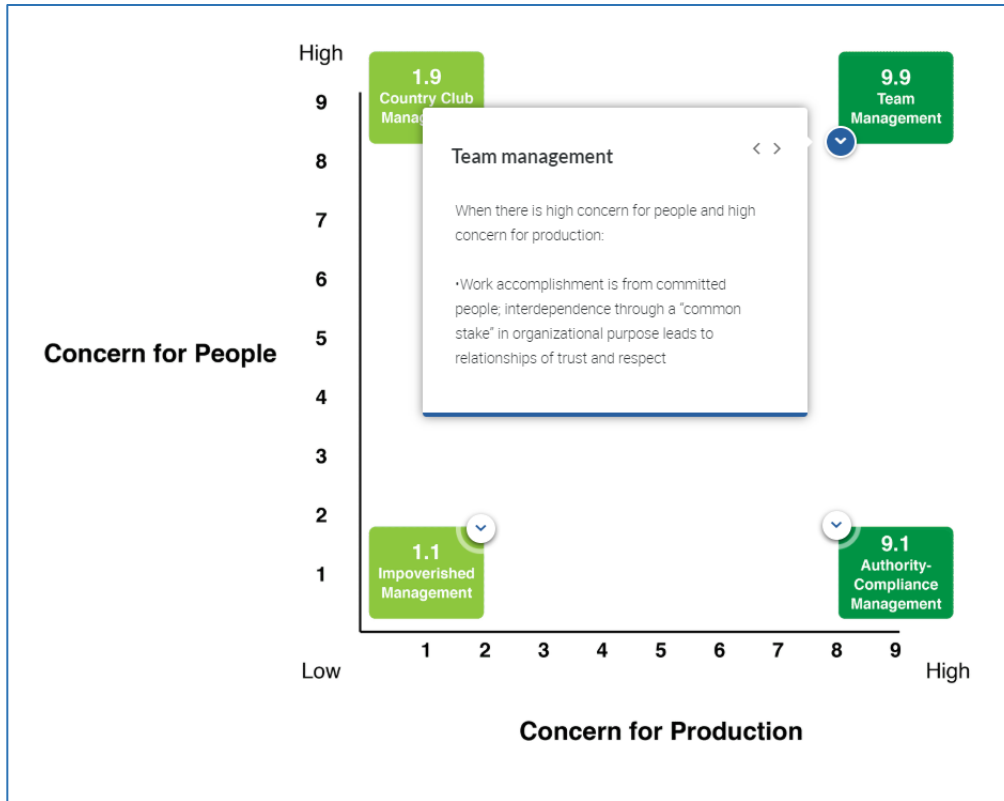 High
1.9
Country Club
9.9
Team
Management
9
8
7
6
5
4
3
2
1
Concern for People
Team management
When there is high concern for people and high
concern for production:
•Work accomplishment is from committed
people; interdependence through a "common
stake" in organizational purpose leads to
relationships of trust and respect
1.1
Impoverished
Management
9.1
Authority-
Compliance
Management
1 2 3 4 5 6 7 8 9
Low
High
Concern for Production